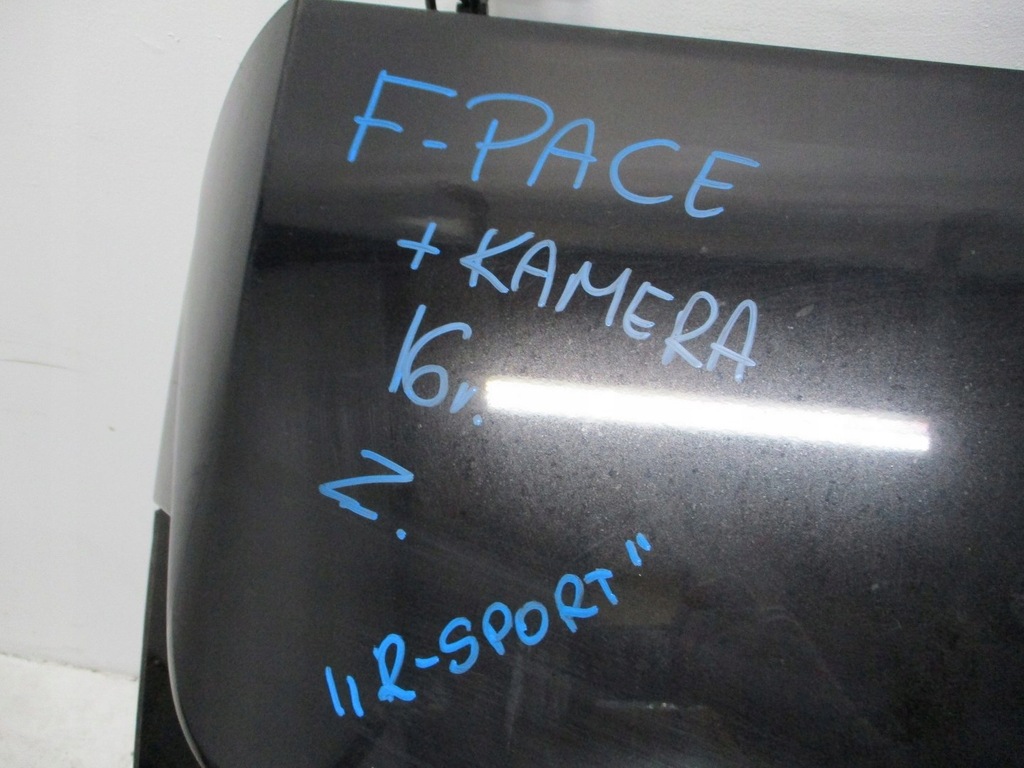 F-PACE
+ KAMERA
16r.
Z.
"R-SPORT"